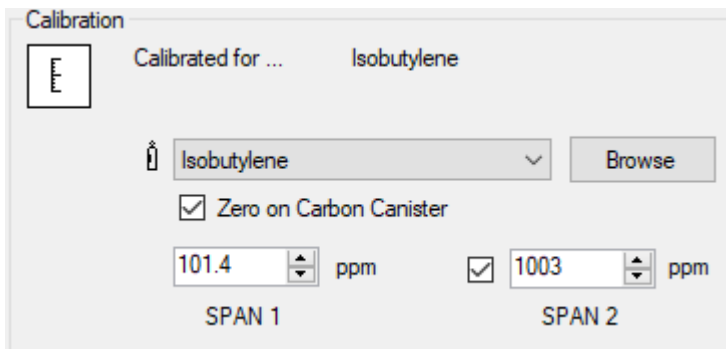 Calibration
Calibrated for ... Isobutylene
Isobutylene Browse
Zero on Carbon Canister
101.4 ppm 1003 ppm
SPAN 1 SPAN 2